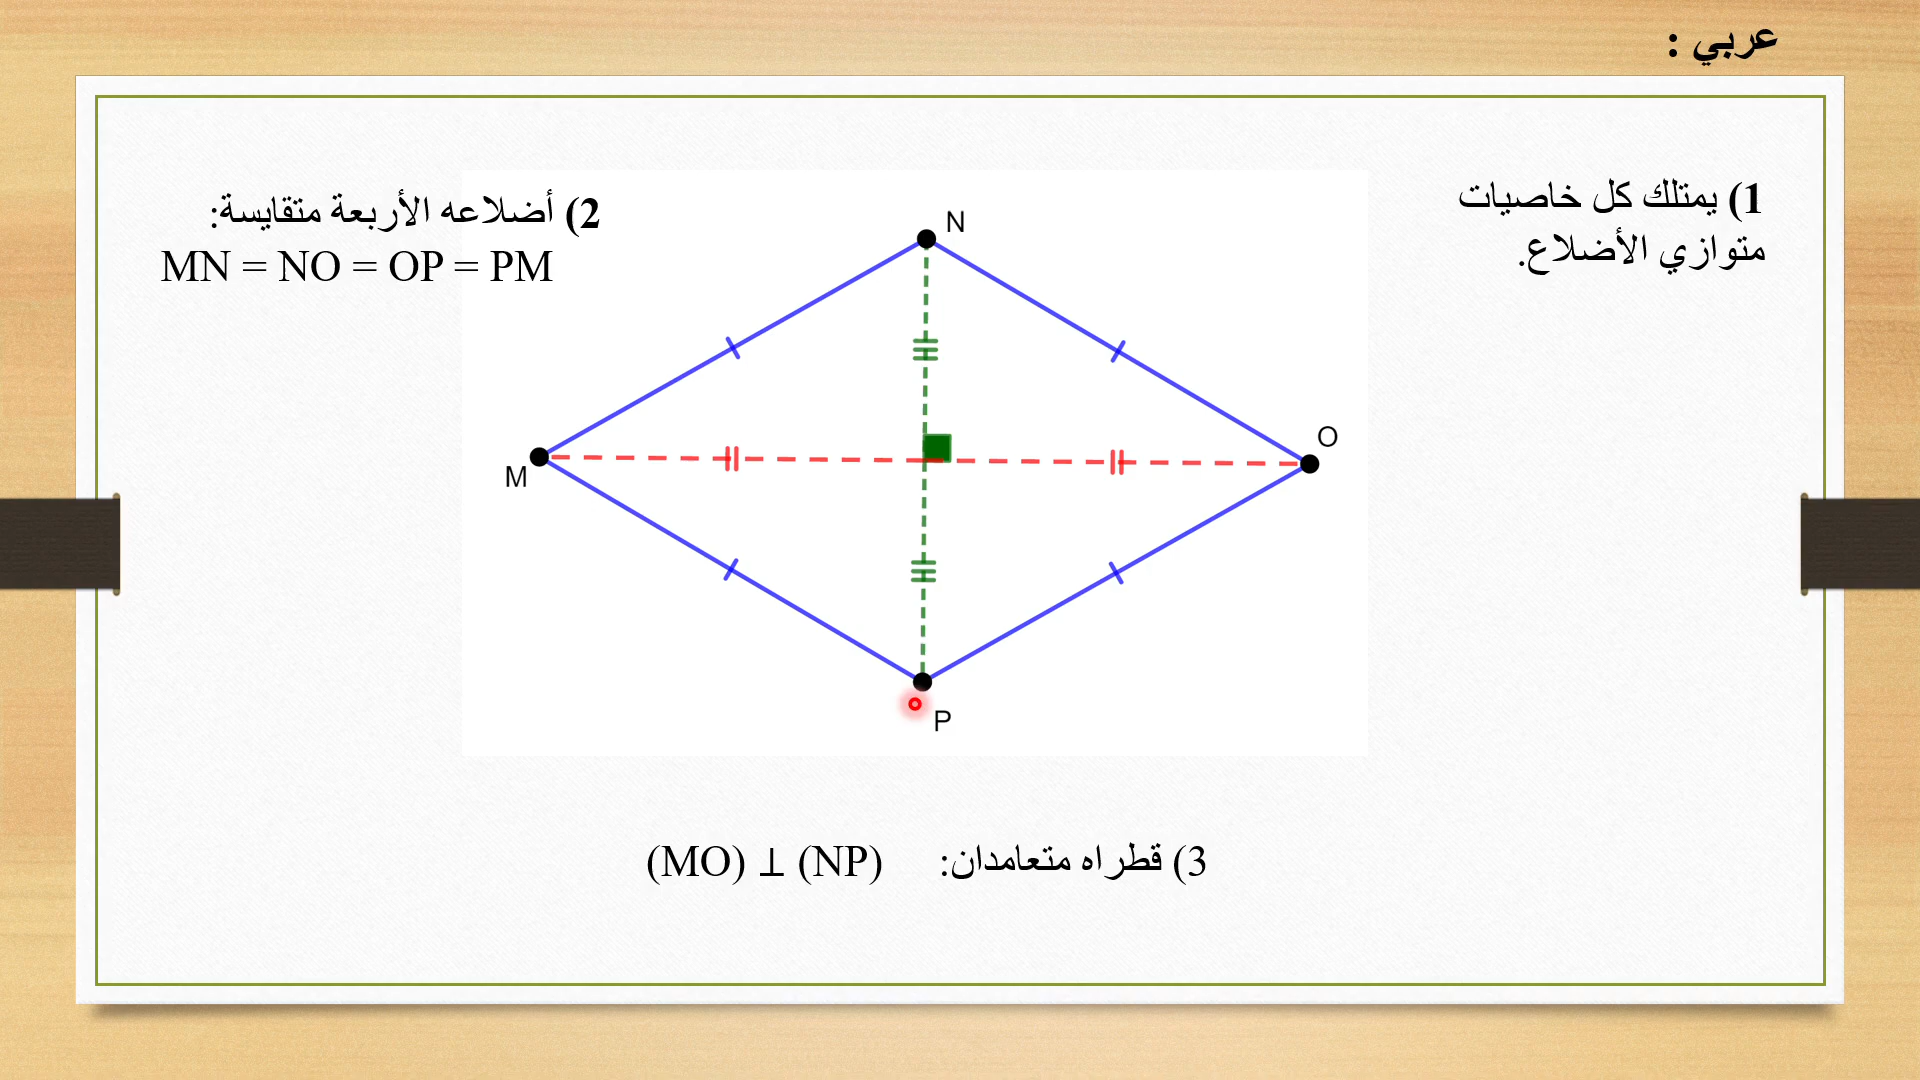 عربي :
1) يمتلك كل خاصيات
متوازي الأضلاع.
2) أضلاعه الأربعة متقايسة:
MN = NO = OP = PM
N
M
O
P
3) قطراه متعامدان: (MO) ⊥ (NP)